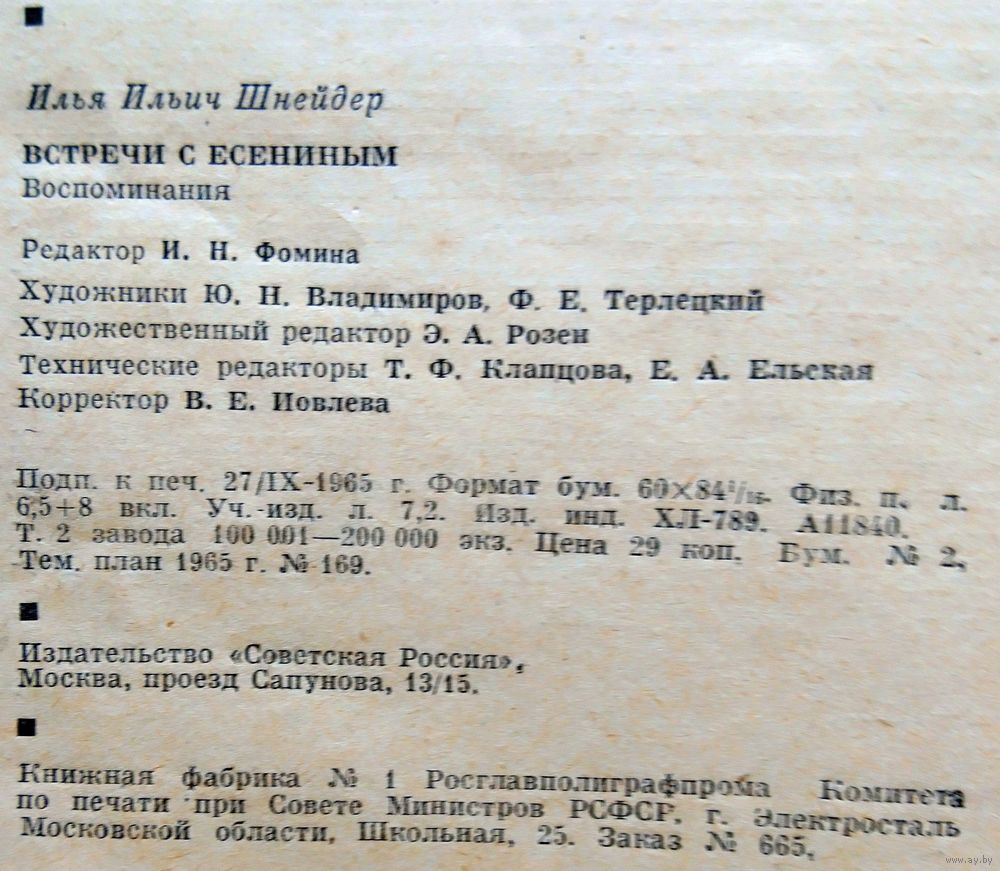 Илья Ильич Шнейдер
ВСТРЕЧИ С ЕСЕНИНЫМ
Воспоминания
Редактор И. Н. Фомина
Художники Ю. Н. Владимиров, Ф. Е. Терлецкий
Художественный редактор Э. А. Розен
Технические редакторы Т. Ф. Клапцова, Е. А. Ельская
Корректор В. Е. Иовлева
Подп. к печ. 27/IX-1965 г. Формат бум. 60×84¹/₁₆. Физ. п. л.
6,5+8 вкл. Уч.-изд. л. 7,2. Изд. инд. ХЛ-789. А11840.
Т. 2 завода 100 001—200 000 экз. Цена 29 коп. Бум. № 2.
Тем. план 1965 г. № 169.
Издательство «Советская Россия»,
Москва, проезд Сапунова, 13/15.
Книжная фабрика № 1 Росглавполиграфпрома Комитета
по печати при Совете Министров РСФСР, г. Электросталь
Московской области, Школьная, 25. Заказ № 665.
www.ay.by